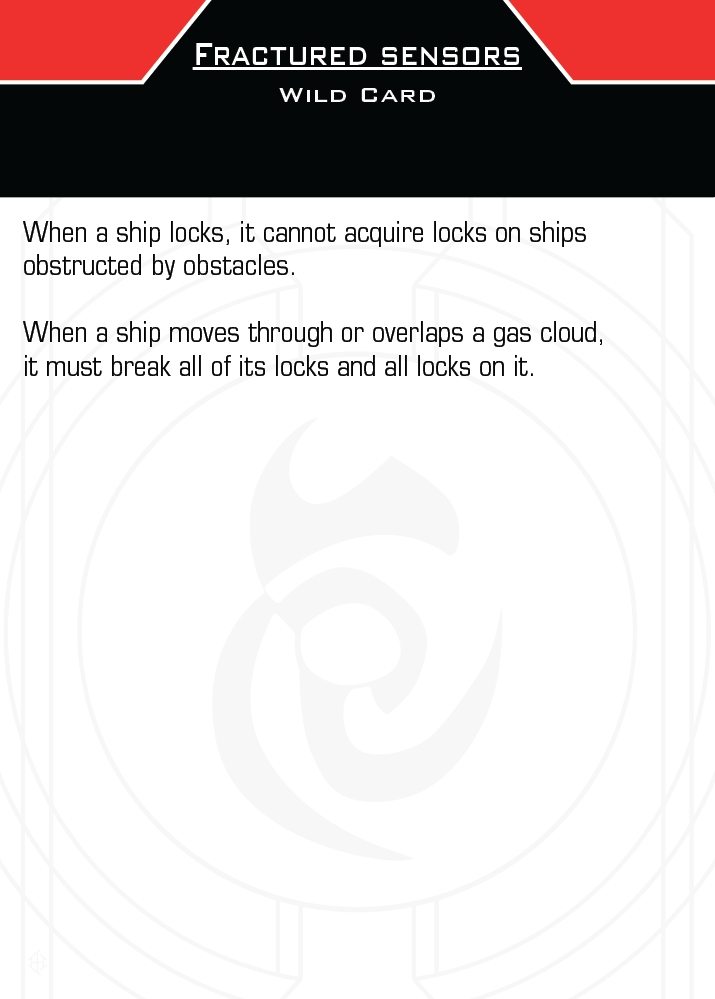 Fractured sensors
Wild Card
When a ship locks, it cannot acquire locks on ships
obstructed by obstacles.
When a ship moves through or overlaps a gas cloud,
it must break all of its locks and all locks on it.